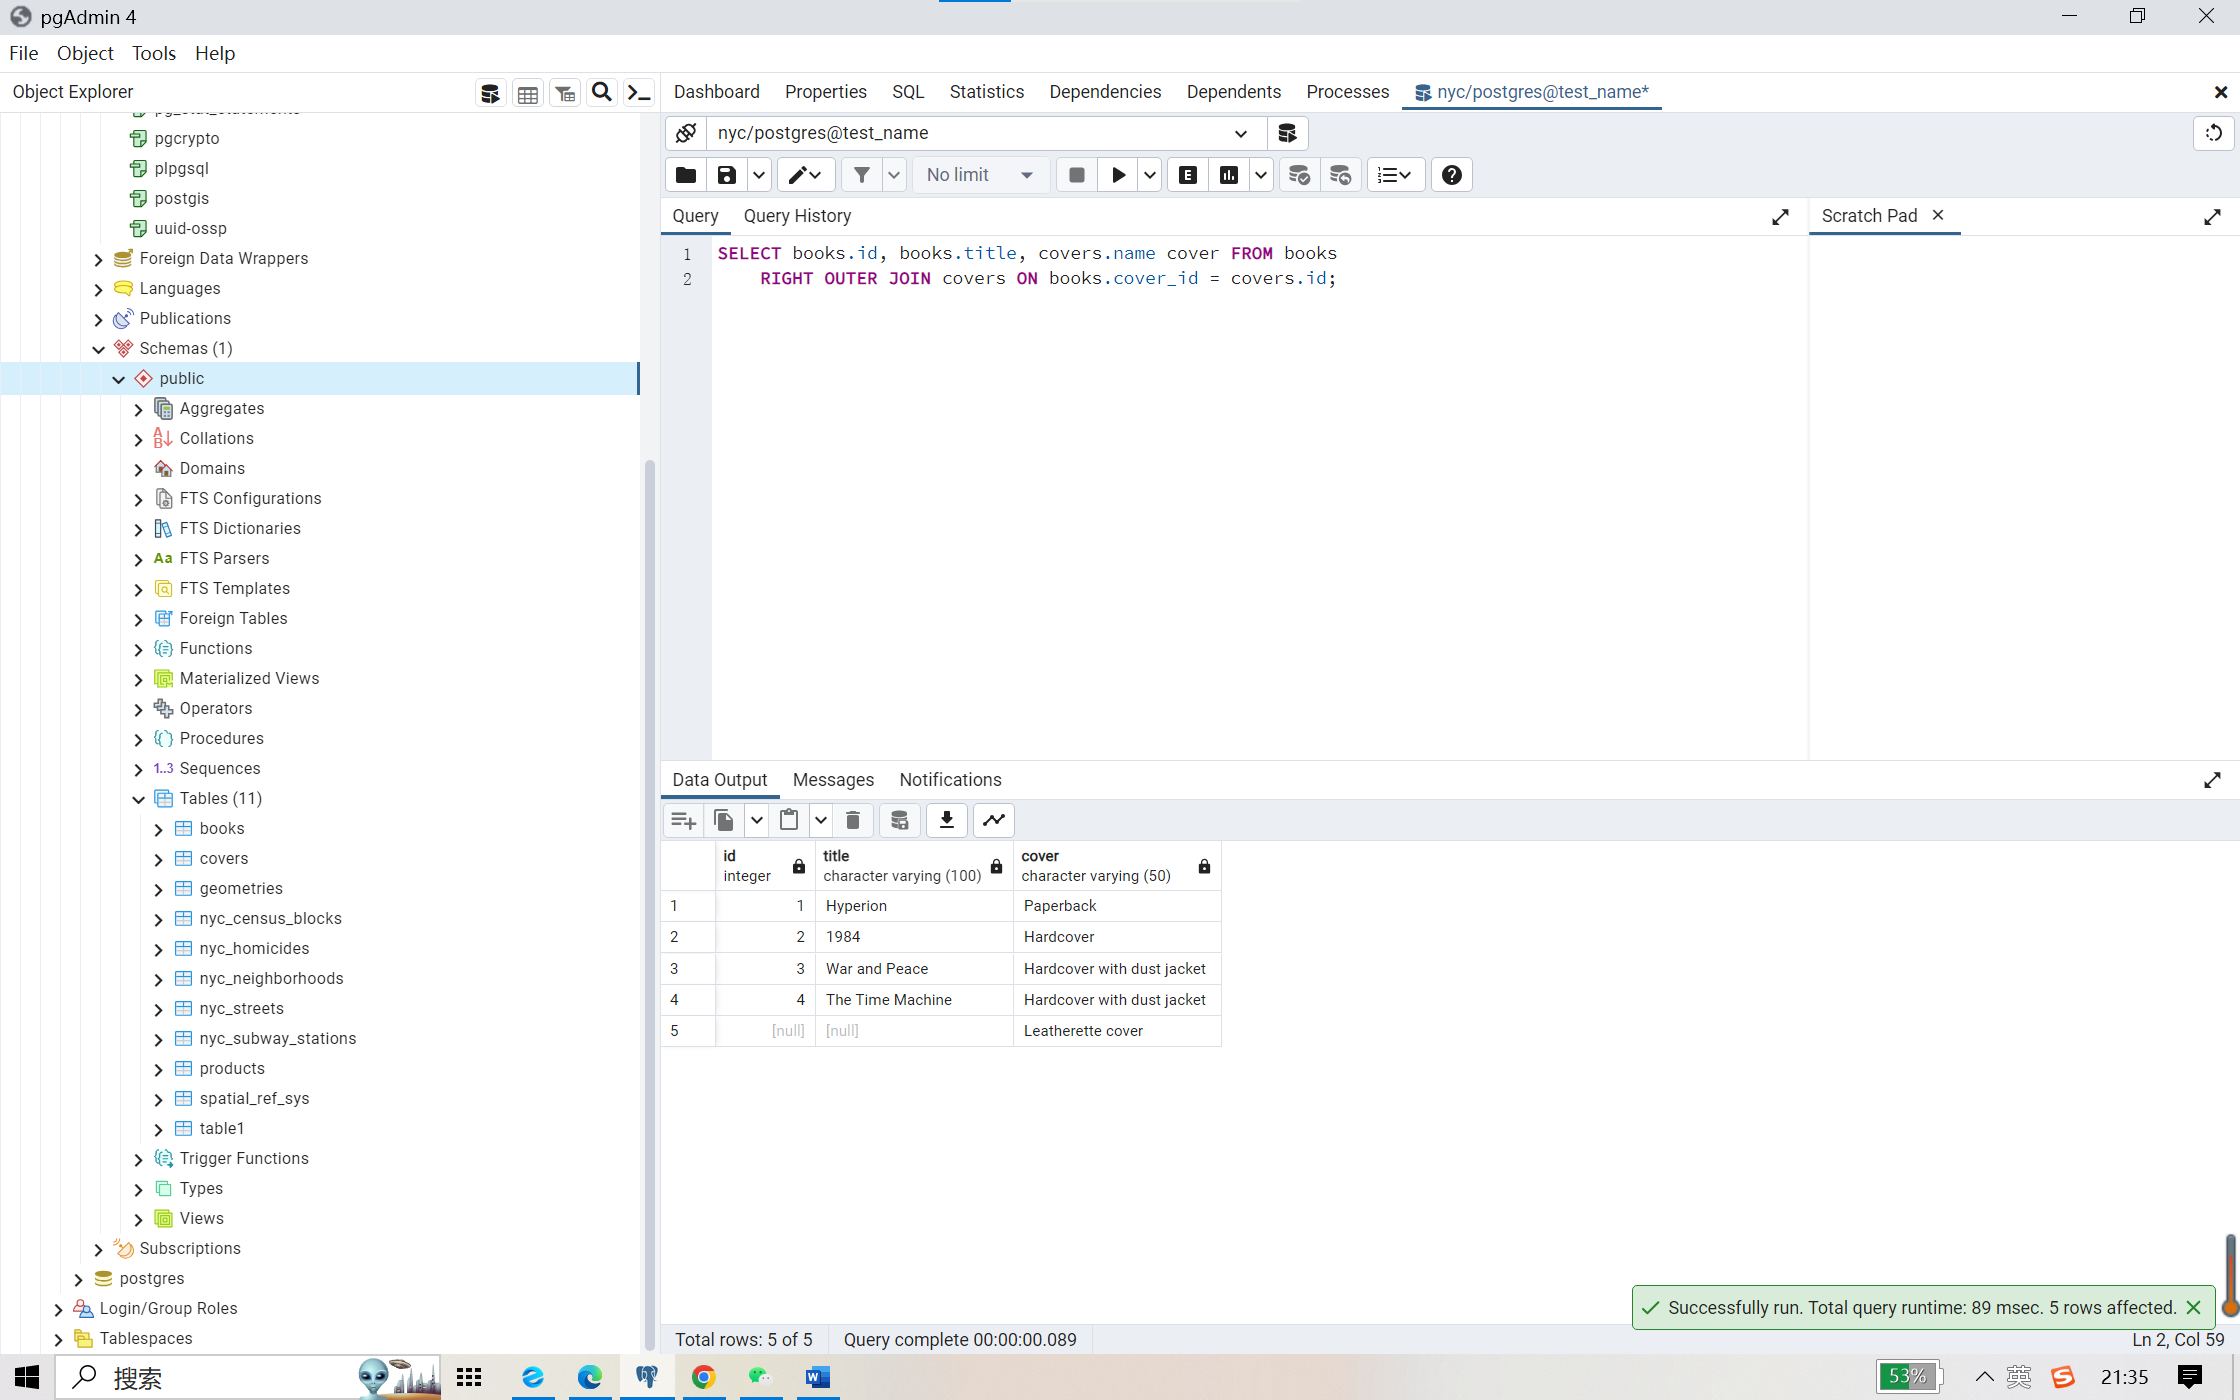 pgAdmin 4
File Object Tools Help
Object Explorer
Dashboard Properties SQL Statistics Dependencies Dependents Processes nyc/postgres@test_name*
pg_stat_statements
pgcrypto
plpgsql
postgis
uuid-ossp
Foreign Data Wrappers
Languages
Publications
Schemas (1)
public
Aggregates
Collations
Domains
FTS Configurations
FTS Dictionaries
Aa FTS Parsers
FTS Templates
Foreign Tables
Functions
Materialized Views
Operators
Procedures
1..3 Sequences
Tables (11)
books
covers
geometries
nyc_census_blocks
nyc_homicides
nyc_neighborhoods
nyc_streets
nyc_subway_stations
products
spatial_ref_sys
table1
Trigger Functions
Types
Views
Subscriptions
postgres
Login/Group Roles
Tablespaces
nyc/postgres@test_name
No limit
E
Query Query History
Scratch Pad
1 SELECT books.id, books.title, covers.name cover FROM books
2 RIGHT OUTER JOIN covers ON books.cover_id = covers.id;
Data Output Messages Notifications
id title cover
integer character varying (100) character varying (50)
1 1 Hyperion Paperback
2 2 1984 Hardcover
3 3 War and Peace Hardcover with dust jacket
4 4 The Time Machine Hardcover with dust jacket
5 [null] [null] Leatherette cover
Successfully run. Total query runtime: 89 msec. 5 rows affected.
Total rows: 5 of 5 Query complete 00:00:00.089 Ln 2, Col 59
搜索 53% 英 21:35